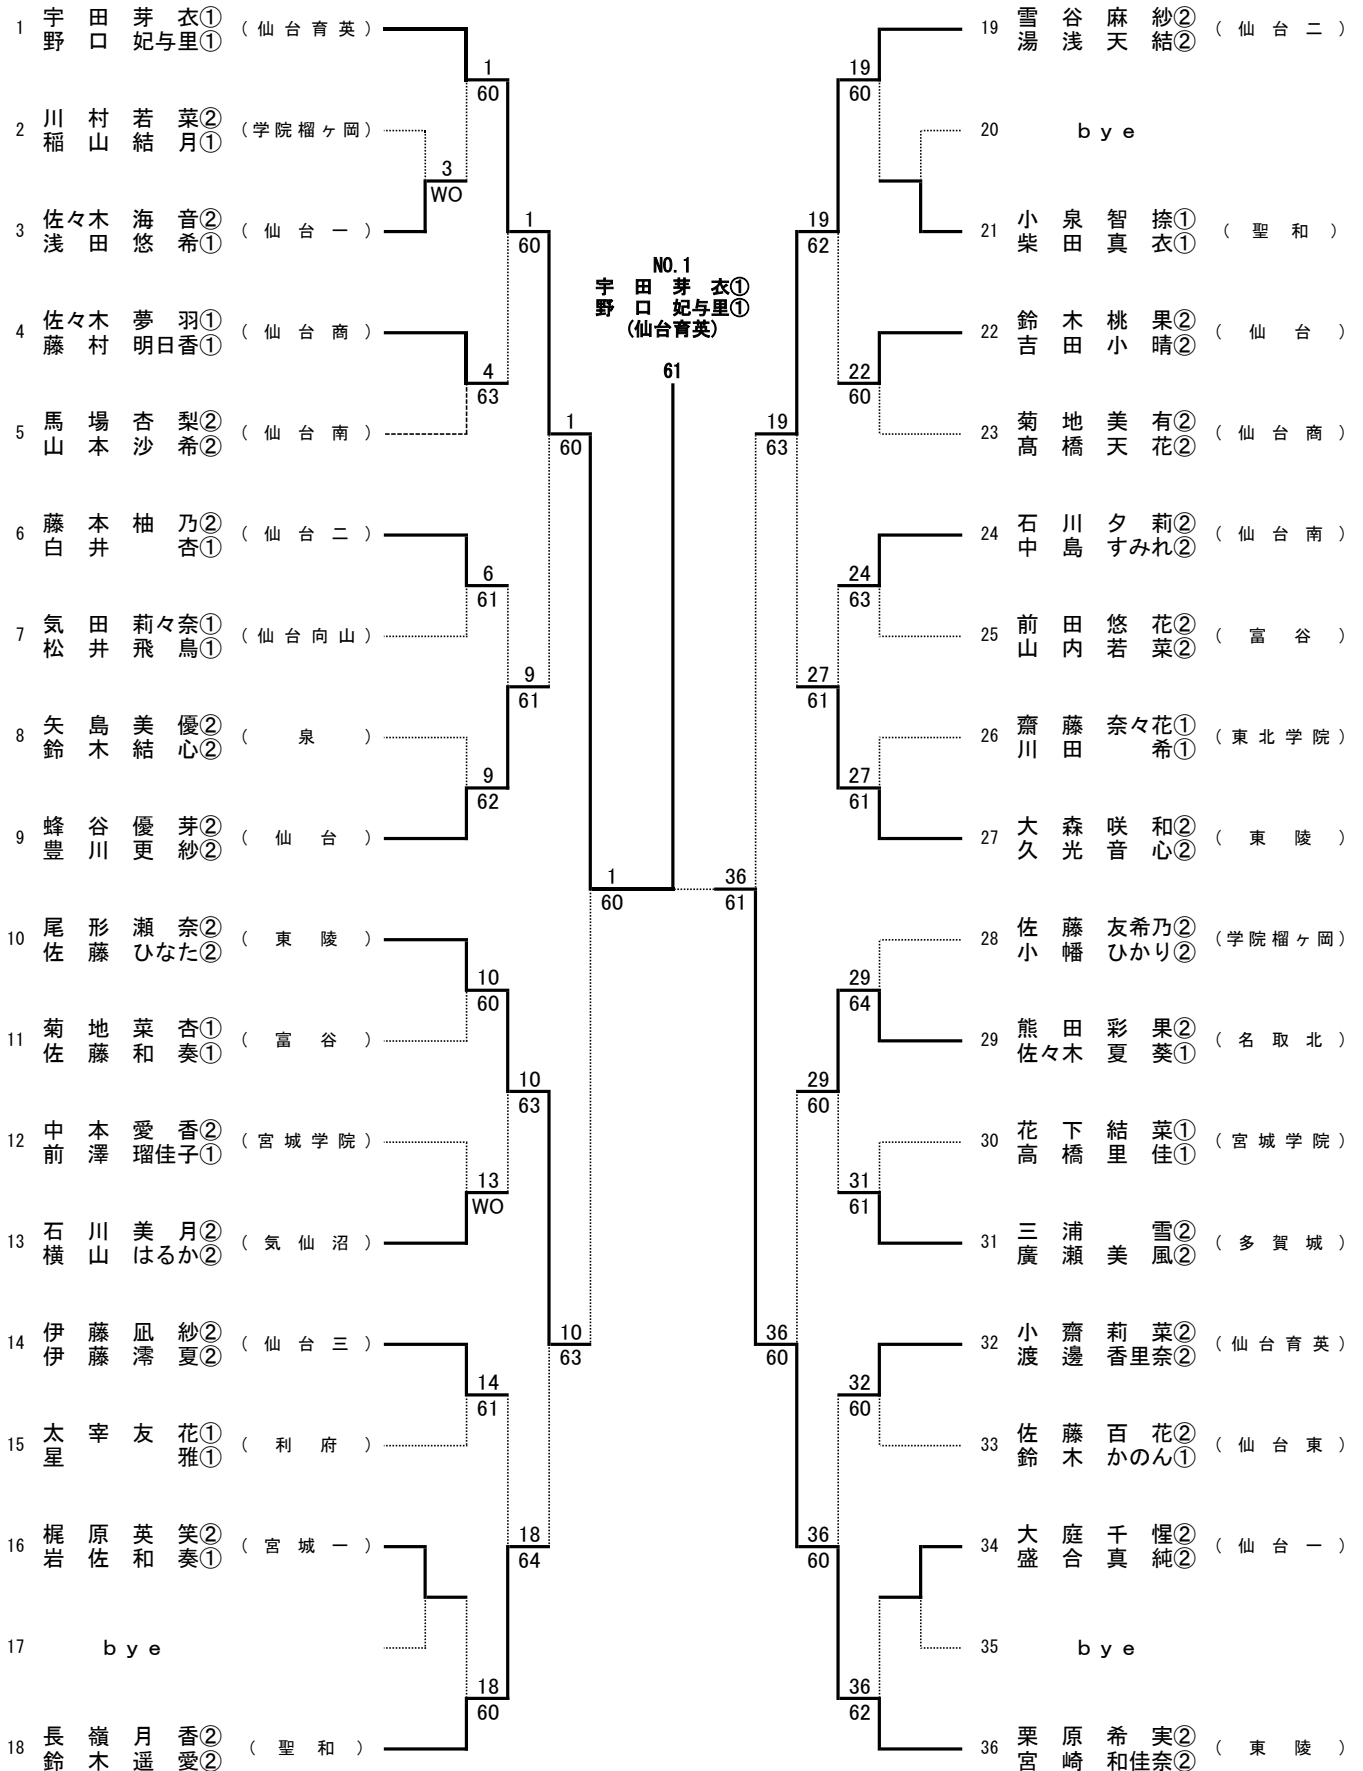 1 宇田芽衣① (仙台育英)
野口妃与里①
1
60
2 川村若菜② (学院榴ヶ岡)
稲山結月①
3
WO
3 佐々木海音② (仙台一)
浅田悠希①
1
60
4 佐々木夢羽① (仙台商)
藤村明日香①
4
63
5 馬場杏梨② (仙台南)
山本沙希②
1
60
6 藤本柚乃② (仙台二)
白井杏①
6
61
7 気田莉々奈① (仙台向山)
松井飛鳥①
9
61
8 矢島美優② (泉)
鈴木結心②
9
62
9 蜂谷優芽② (仙台)
豊川更紗②
1
60
10 尾形瀬奈② (東陵)
佐藤ひなた②
10
60
11 菊地菜杏① (富谷)
佐藤和奏①
10
63
12 中本愛香② (宮城学院)
前澤瑠佳子①
13
WO
13 石川美月② (気仙沼)
横山はるか②
10
63
14 伊藤凪紗② (仙台三)
伊藤澪夏②
14
61
15 太宰友花① (利府)
星雅①
18
64
16 梶原英笑② (宮城一)
岩佐和奏①
17 bye
18
60
18 長嶺月香② (聖和)
鈴木遥愛②
NO.1
宇田芽衣①
野口妃与里①
(仙台育英)
61
19 雪谷麻紗② (仙台二)
湯浅天結②
19
60
20 bye
21 小泉智捺① (聖和)
柴田真衣①
19
62
22 鈴木桃果② (仙台)
吉田小晴②
22
60
23 菊地美有② (仙台商)
髙橋天花②
19
63
24 石川夕莉② (仙台南)
中島すみれ②
24
63
25 前田悠花② (富谷)
山内若菜②
27
61
26 齋藤奈々花① (東北学院)
川田希①
27
61
27 大森咲和② (東陵)
久光音心②
36
61
28 佐藤友希乃② (学院榴ヶ岡)
小幡ひかり②
29
64
29 熊田彩果② (名取北)
佐々木夏葵①
29
60
30 花下結菜① (宮城学院)
高橋里佳①
31
61
31 三浦雪② (多賀城)
廣瀬美風②
36
60
32 小齋莉菜② (仙台育英)
渡邊香里奈②
32
60
33 佐藤百花② (仙台東)
鈴木かのん①
36
60
34 大庭千惺② (仙台一)
盛合真純②
35 bye
36
62
36 栗原希実② (東陵)
宮崎和佳奈②